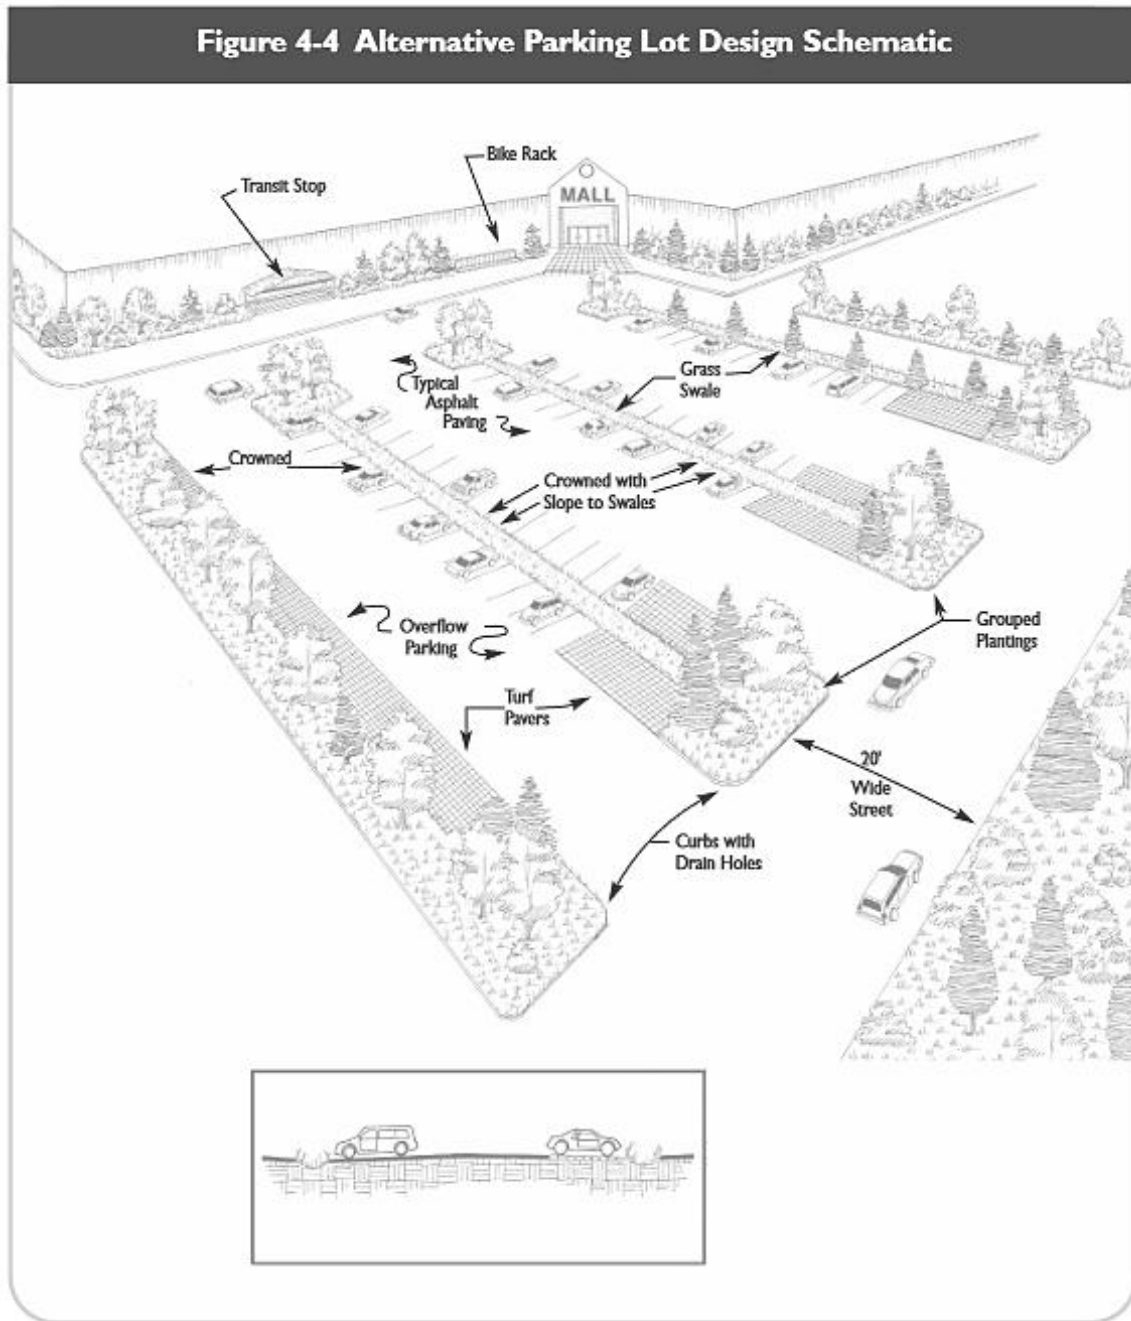 Figure 4-4 Alternative Parking Lot Design Schematic
Bike Rack
Transit Stop
MALL
Grass
Swale
Typical
Asphalt
Paving
Crowned
Crowned with
Slope to Swales
Overflow
Parking
Grouped
Plantings
Turf
Pavers
20'
Wide
Street
Curbs with
Drain Holes